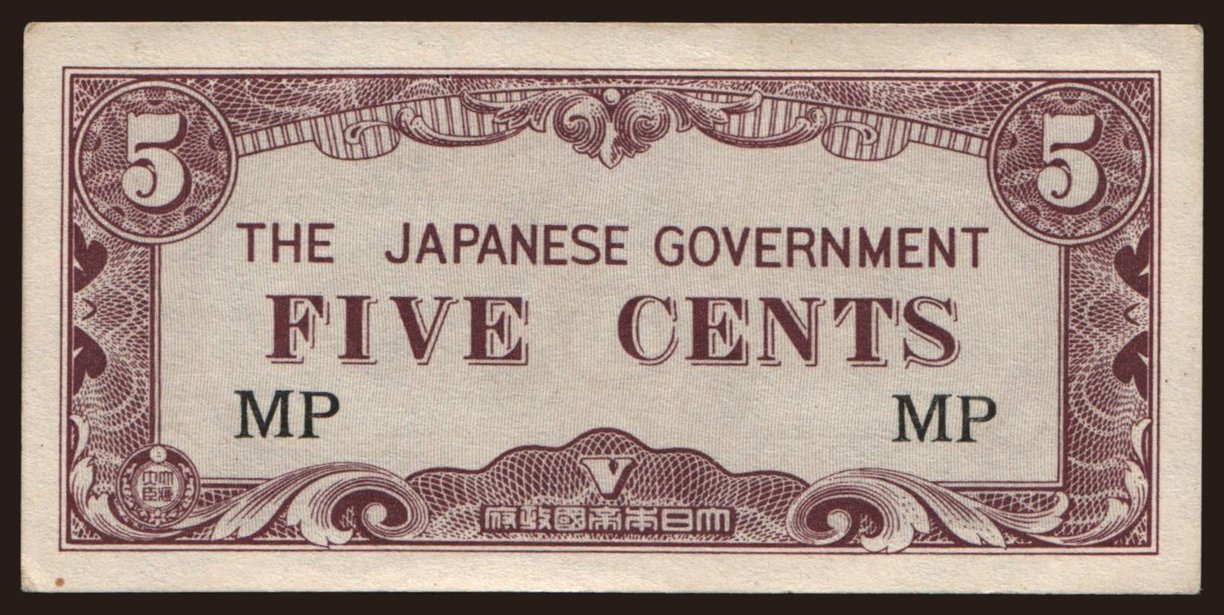 5 5
THE JAPANESE GOVERNMENT
FIVE CENTS
MP MP
V
府政國帝本日大